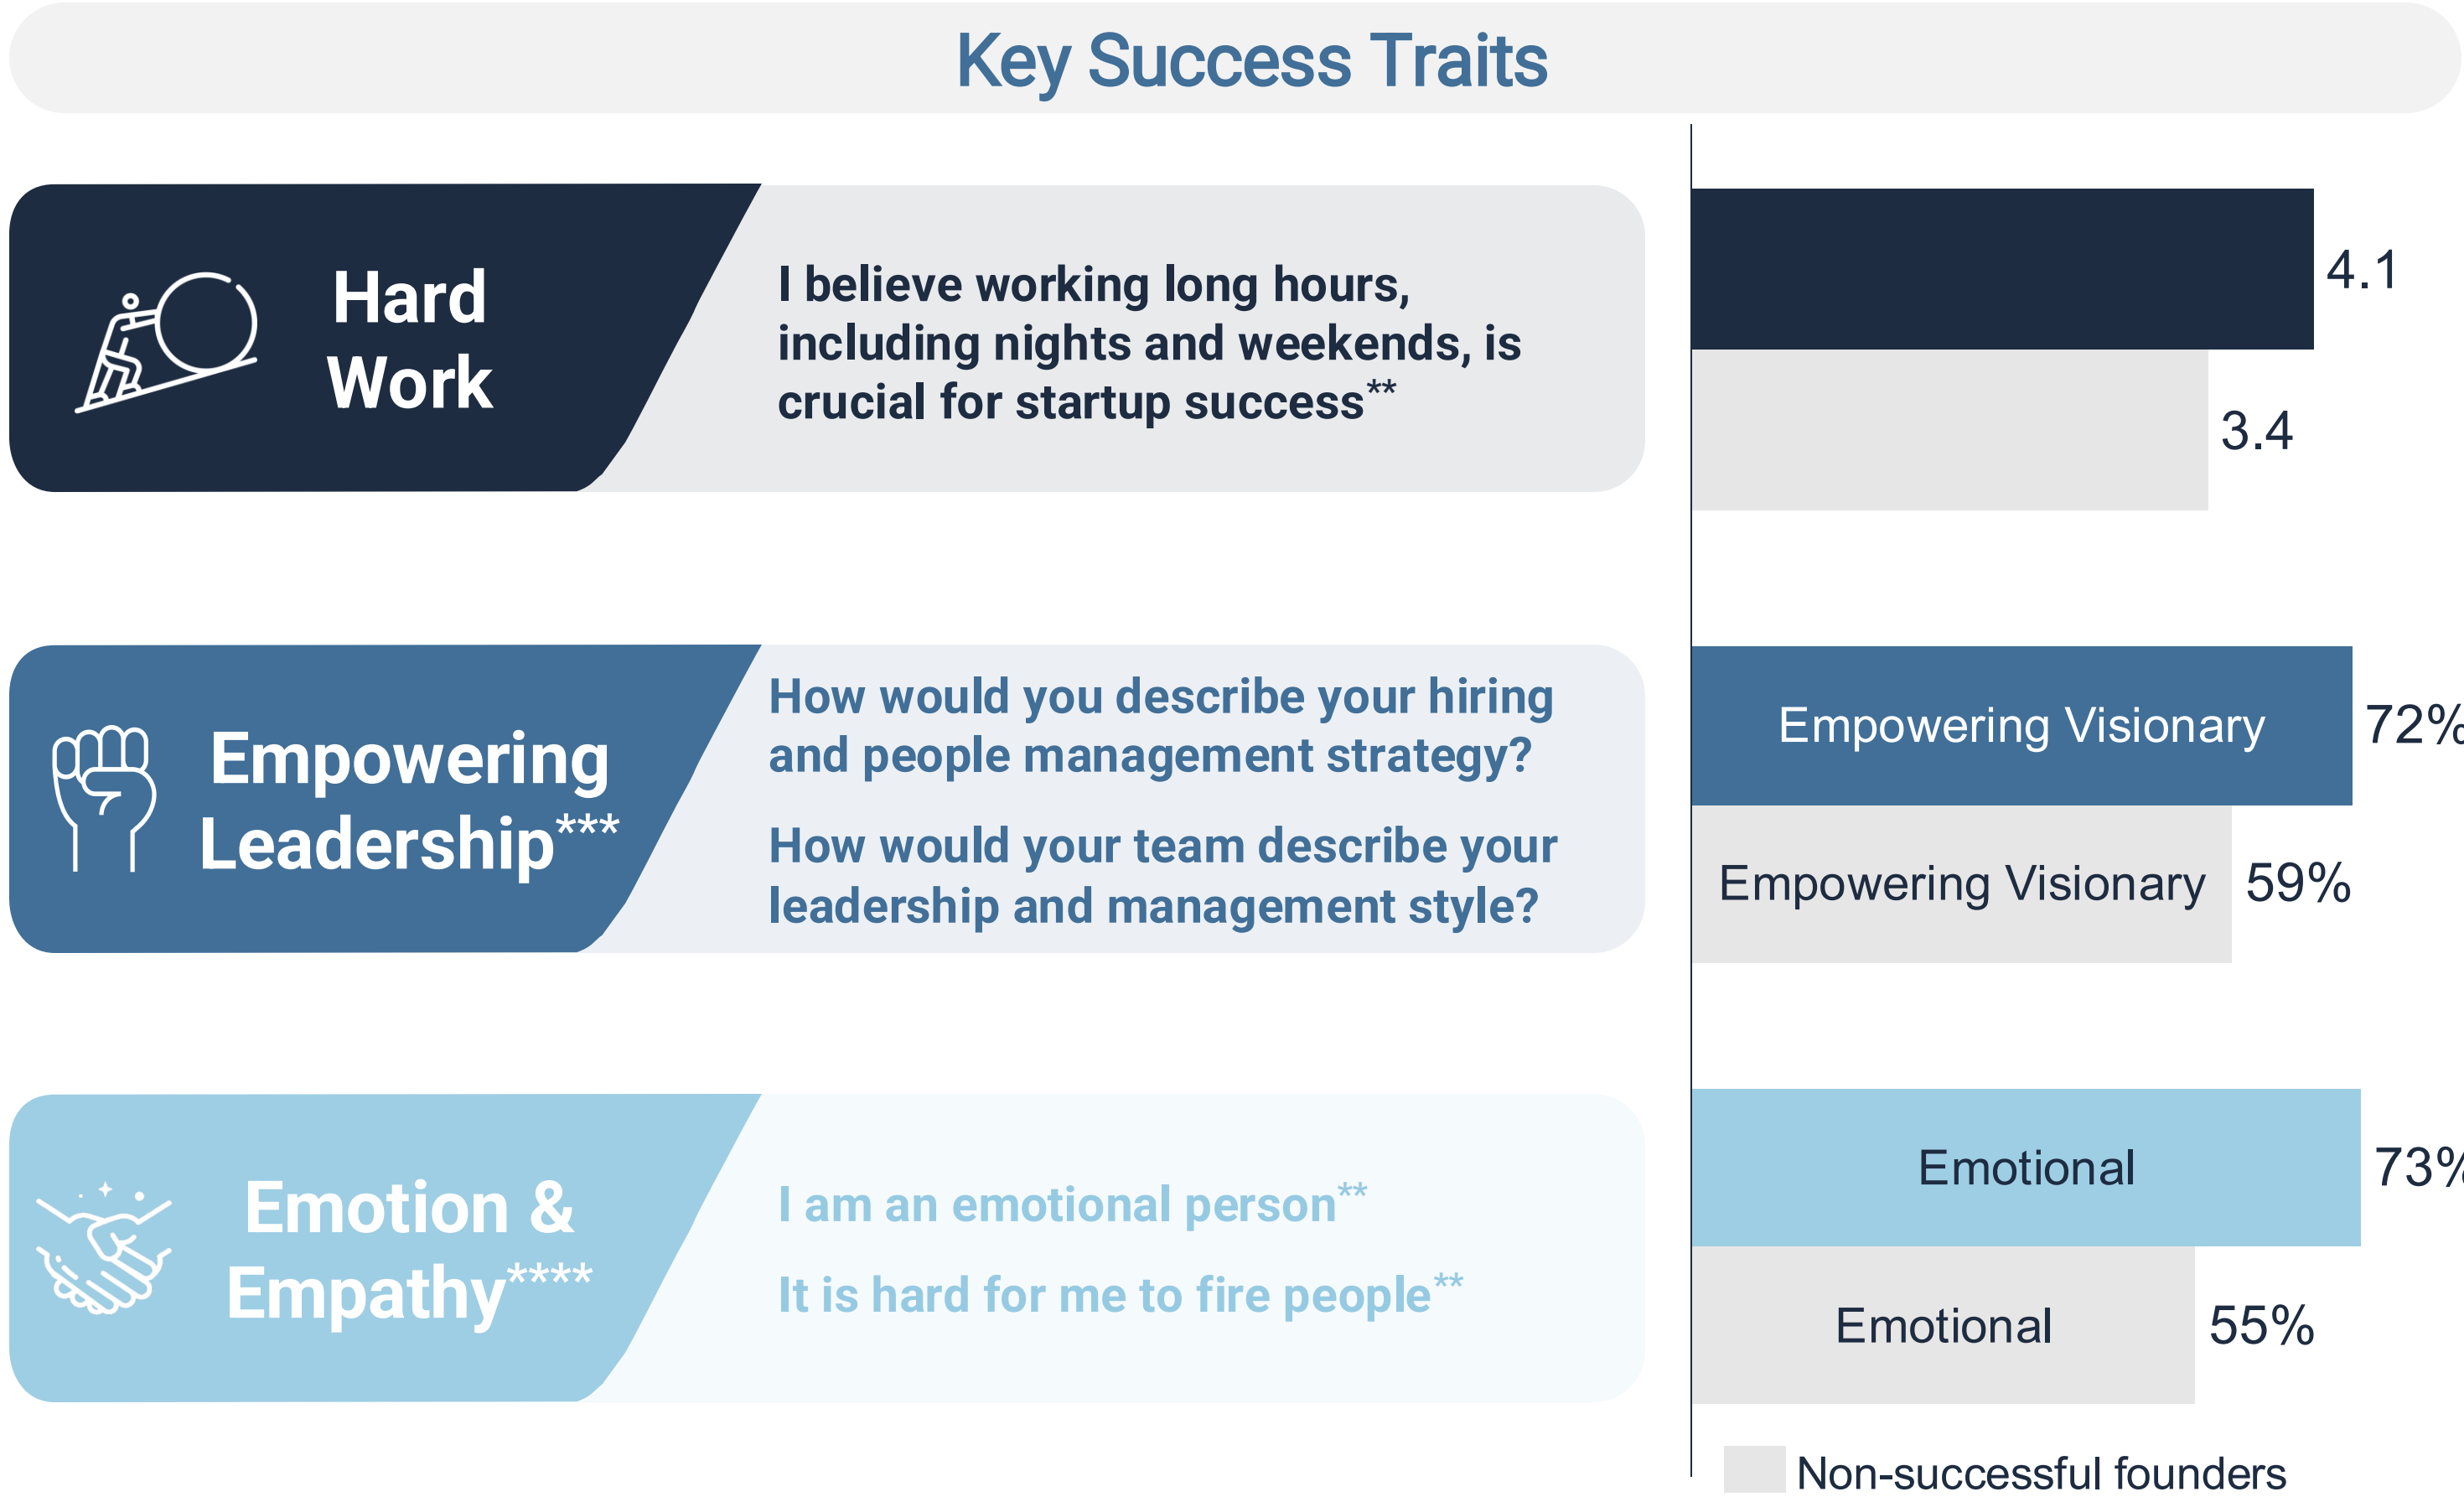 Key Success Traits
Hard
Work
I believe working long hours,
including nights and weekends, is
crucial for startup success**
4.1
3.4
Empowering
Leadership***
How would you describe your hiring
and people management strategy?
How would your team describe your
leadership and management style?
Empowering Visionary 72%
Empowering Visionary 59%
Emotion &
Empathy****
I am an emotional person**
It is hard for me to fire people**
Emotional 73%
Emotional 55%
Non-successful founders